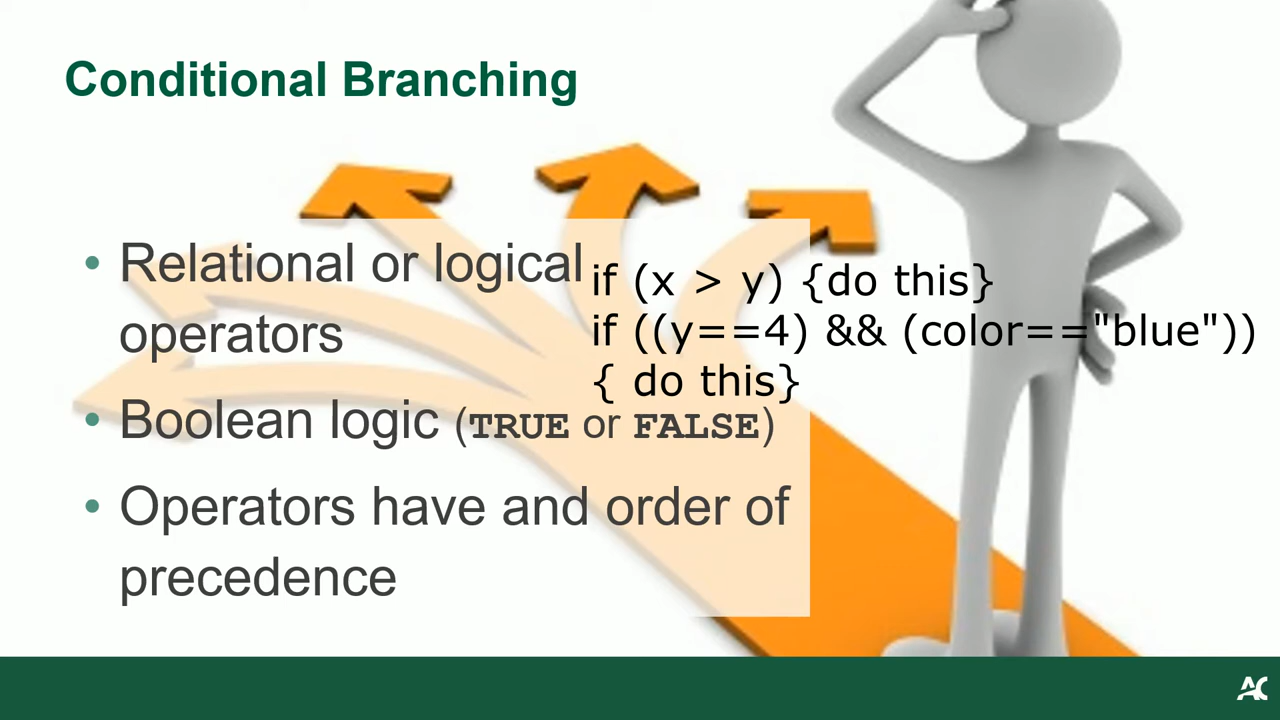 Conditional Branching
• Relational or logical
operators
if (x > y) {do this}
if ((y==4) && (color=="blue"))
{ do this}
• Boolean logic (TRUE or FALSE)
• Operators have and order of
precedence
AC